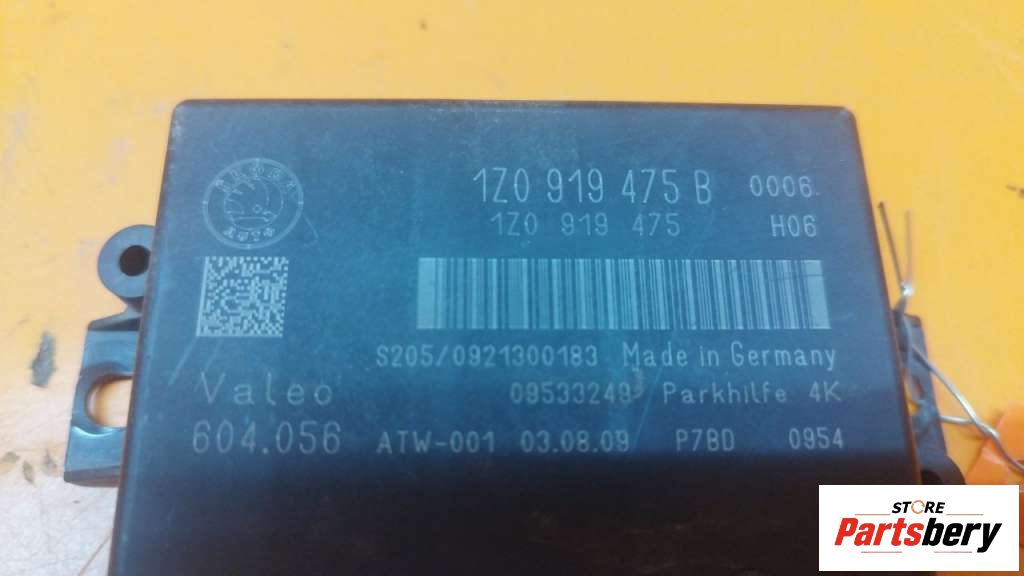 1Z0 919 475 B 0006
1Z0 919 475 H06
S205/0921300183 Made in Germany
Valeo 09533249 Parkhilfe 4K
604.056 ATW-001 03.08.09 P7BD 0954
STORE
Partsbery